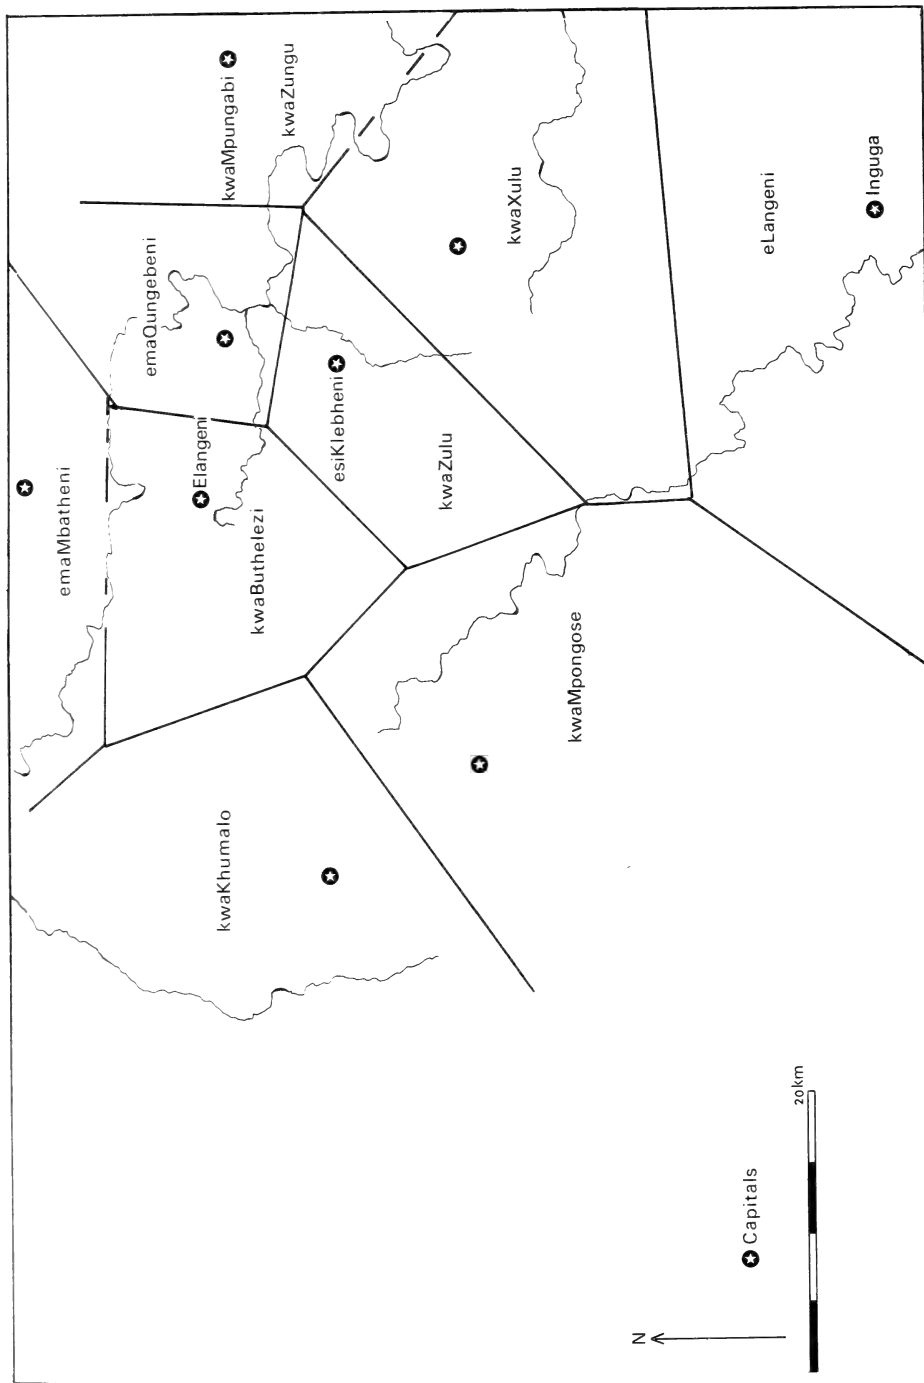 emaMbatheni
emaQungebeni
Elangeni
kwaMpungabi
kwaKhumalo
kwaButhelezi
kwaZungu
esiKlebheni
kwaZulu
kwaXulu
kwaMpongose
N
Capitals
eLangeni
20km
Inguga